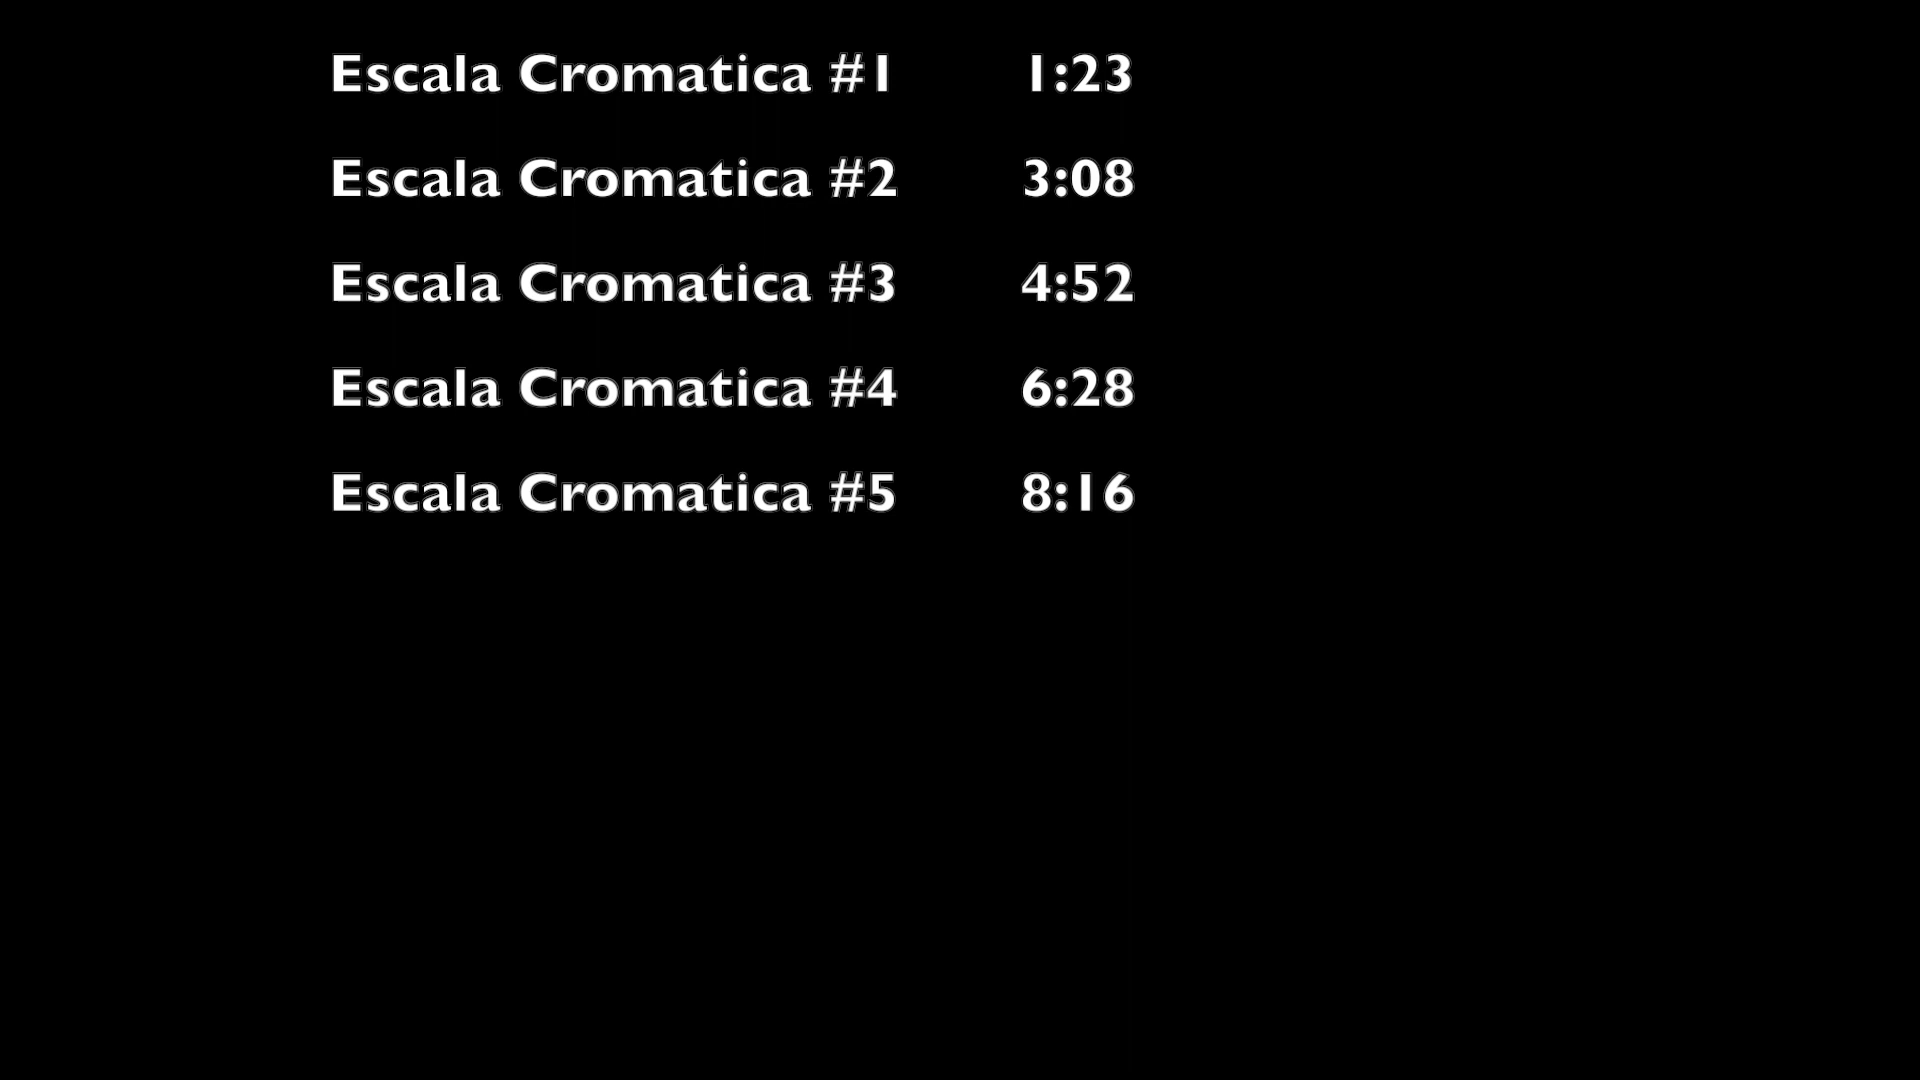 Escala Cromatica #1 1:23
Escala Cromatica #2 3:08
Escala Cromatica #3 4:52
Escala Cromatica #4 6:28
Escala Cromatica #5 8:16